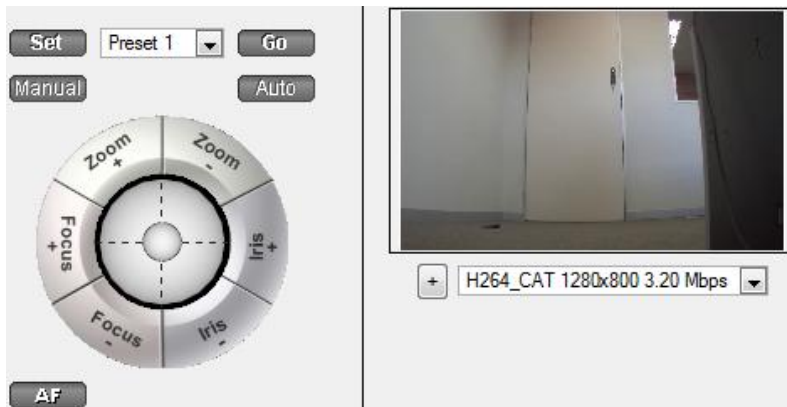 Set Preset 1 Go
Manual Auto
Zoom +
Zoom -
Focus +
Iris +
Focus -
Iris -
AF
+ H264_CAT 1280x800 3.20 Mbps